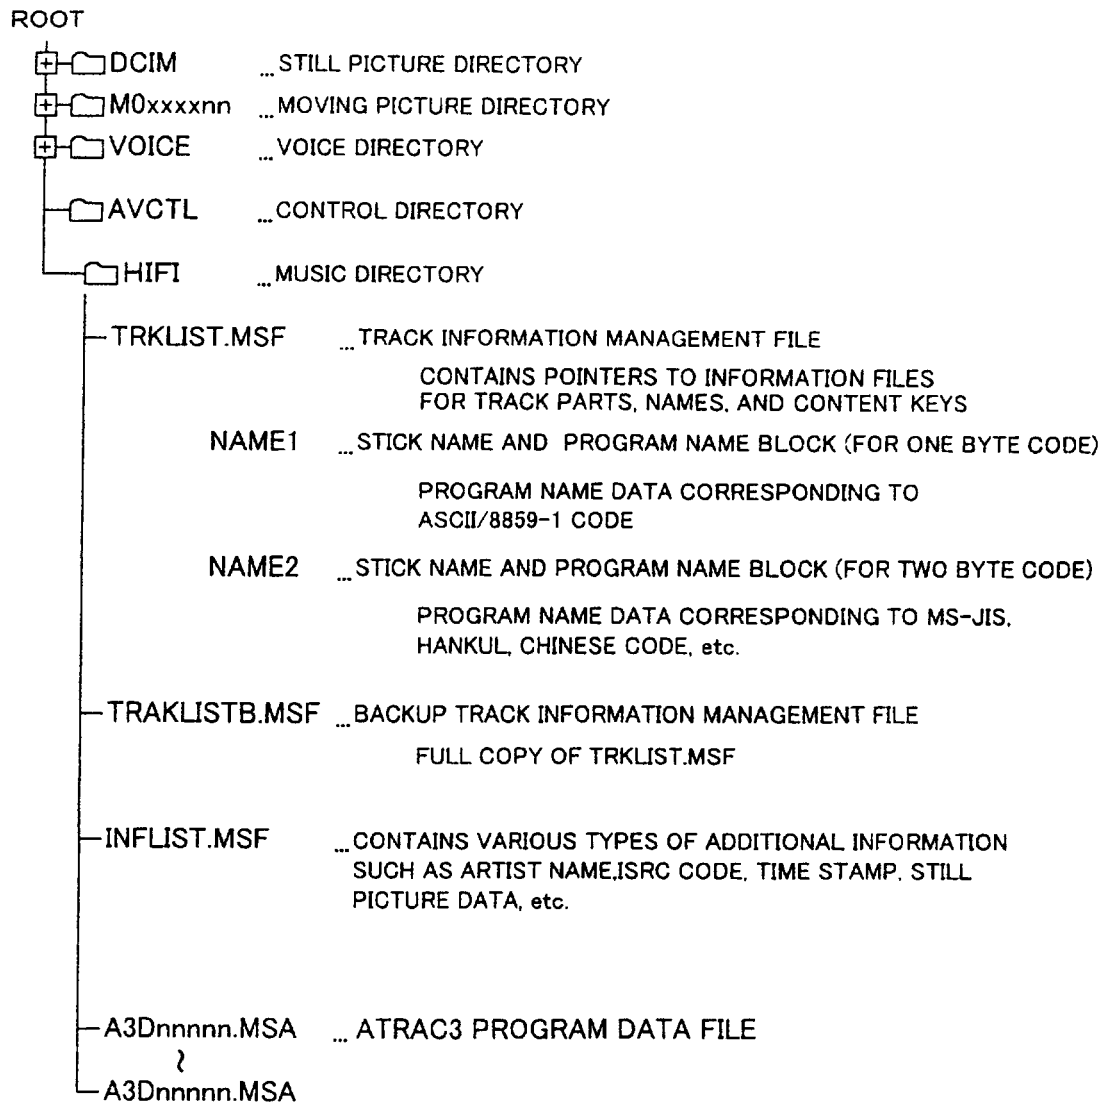 ROOT
DCIM ... STILL PICTURE DIRECTORY
M0xxxxnn ... MOVING PICTURE DIRECTORY
VOICE ... VOICE DIRECTORY
AVCTL ... CONTROL DIRECTORY
HIFI ... MUSIC DIRECTORY
TRKLIST.MSF ... TRACK INFORMATION MANAGEMENT FILE
CONTAINS POINTERS TO INFORMATION FILES
FOR TRACK PARTS, NAMES, AND CONTENT KEYS
NAME1 ... STICK NAME AND PROGRAM NAME BLOCK (FOR ONE BYTE CODE)
PROGRAM NAME DATA CORRESPONDING TO
ASCII/8859-1 CODE
NAME2 ... STICK NAME AND PROGRAM NAME BLOCK (FOR TWO BYTE CODE)
PROGRAM NAME DATA CORRESPONDING TO MS-JIS,
HANKUL, CHINESE CODE, etc.
TRAKLISTB.MSF ... BACKUP TRACK INFORMATION MANAGEMENT FILE
FULL COPY OF TRKLIST.MSF
INFLIST.MSF ... CONTAINS VARIOUS TYPES OF ADDITIONAL INFORMATION
SUCH AS ARTIST NAME,ISRC CODE, TIME STAMP, STILL
PICTURE DATA, etc.
A3Dnnnnn.MSA ... ATRAC3 PROGRAM DATA FILE
~
A3Dnnnnn.MSA